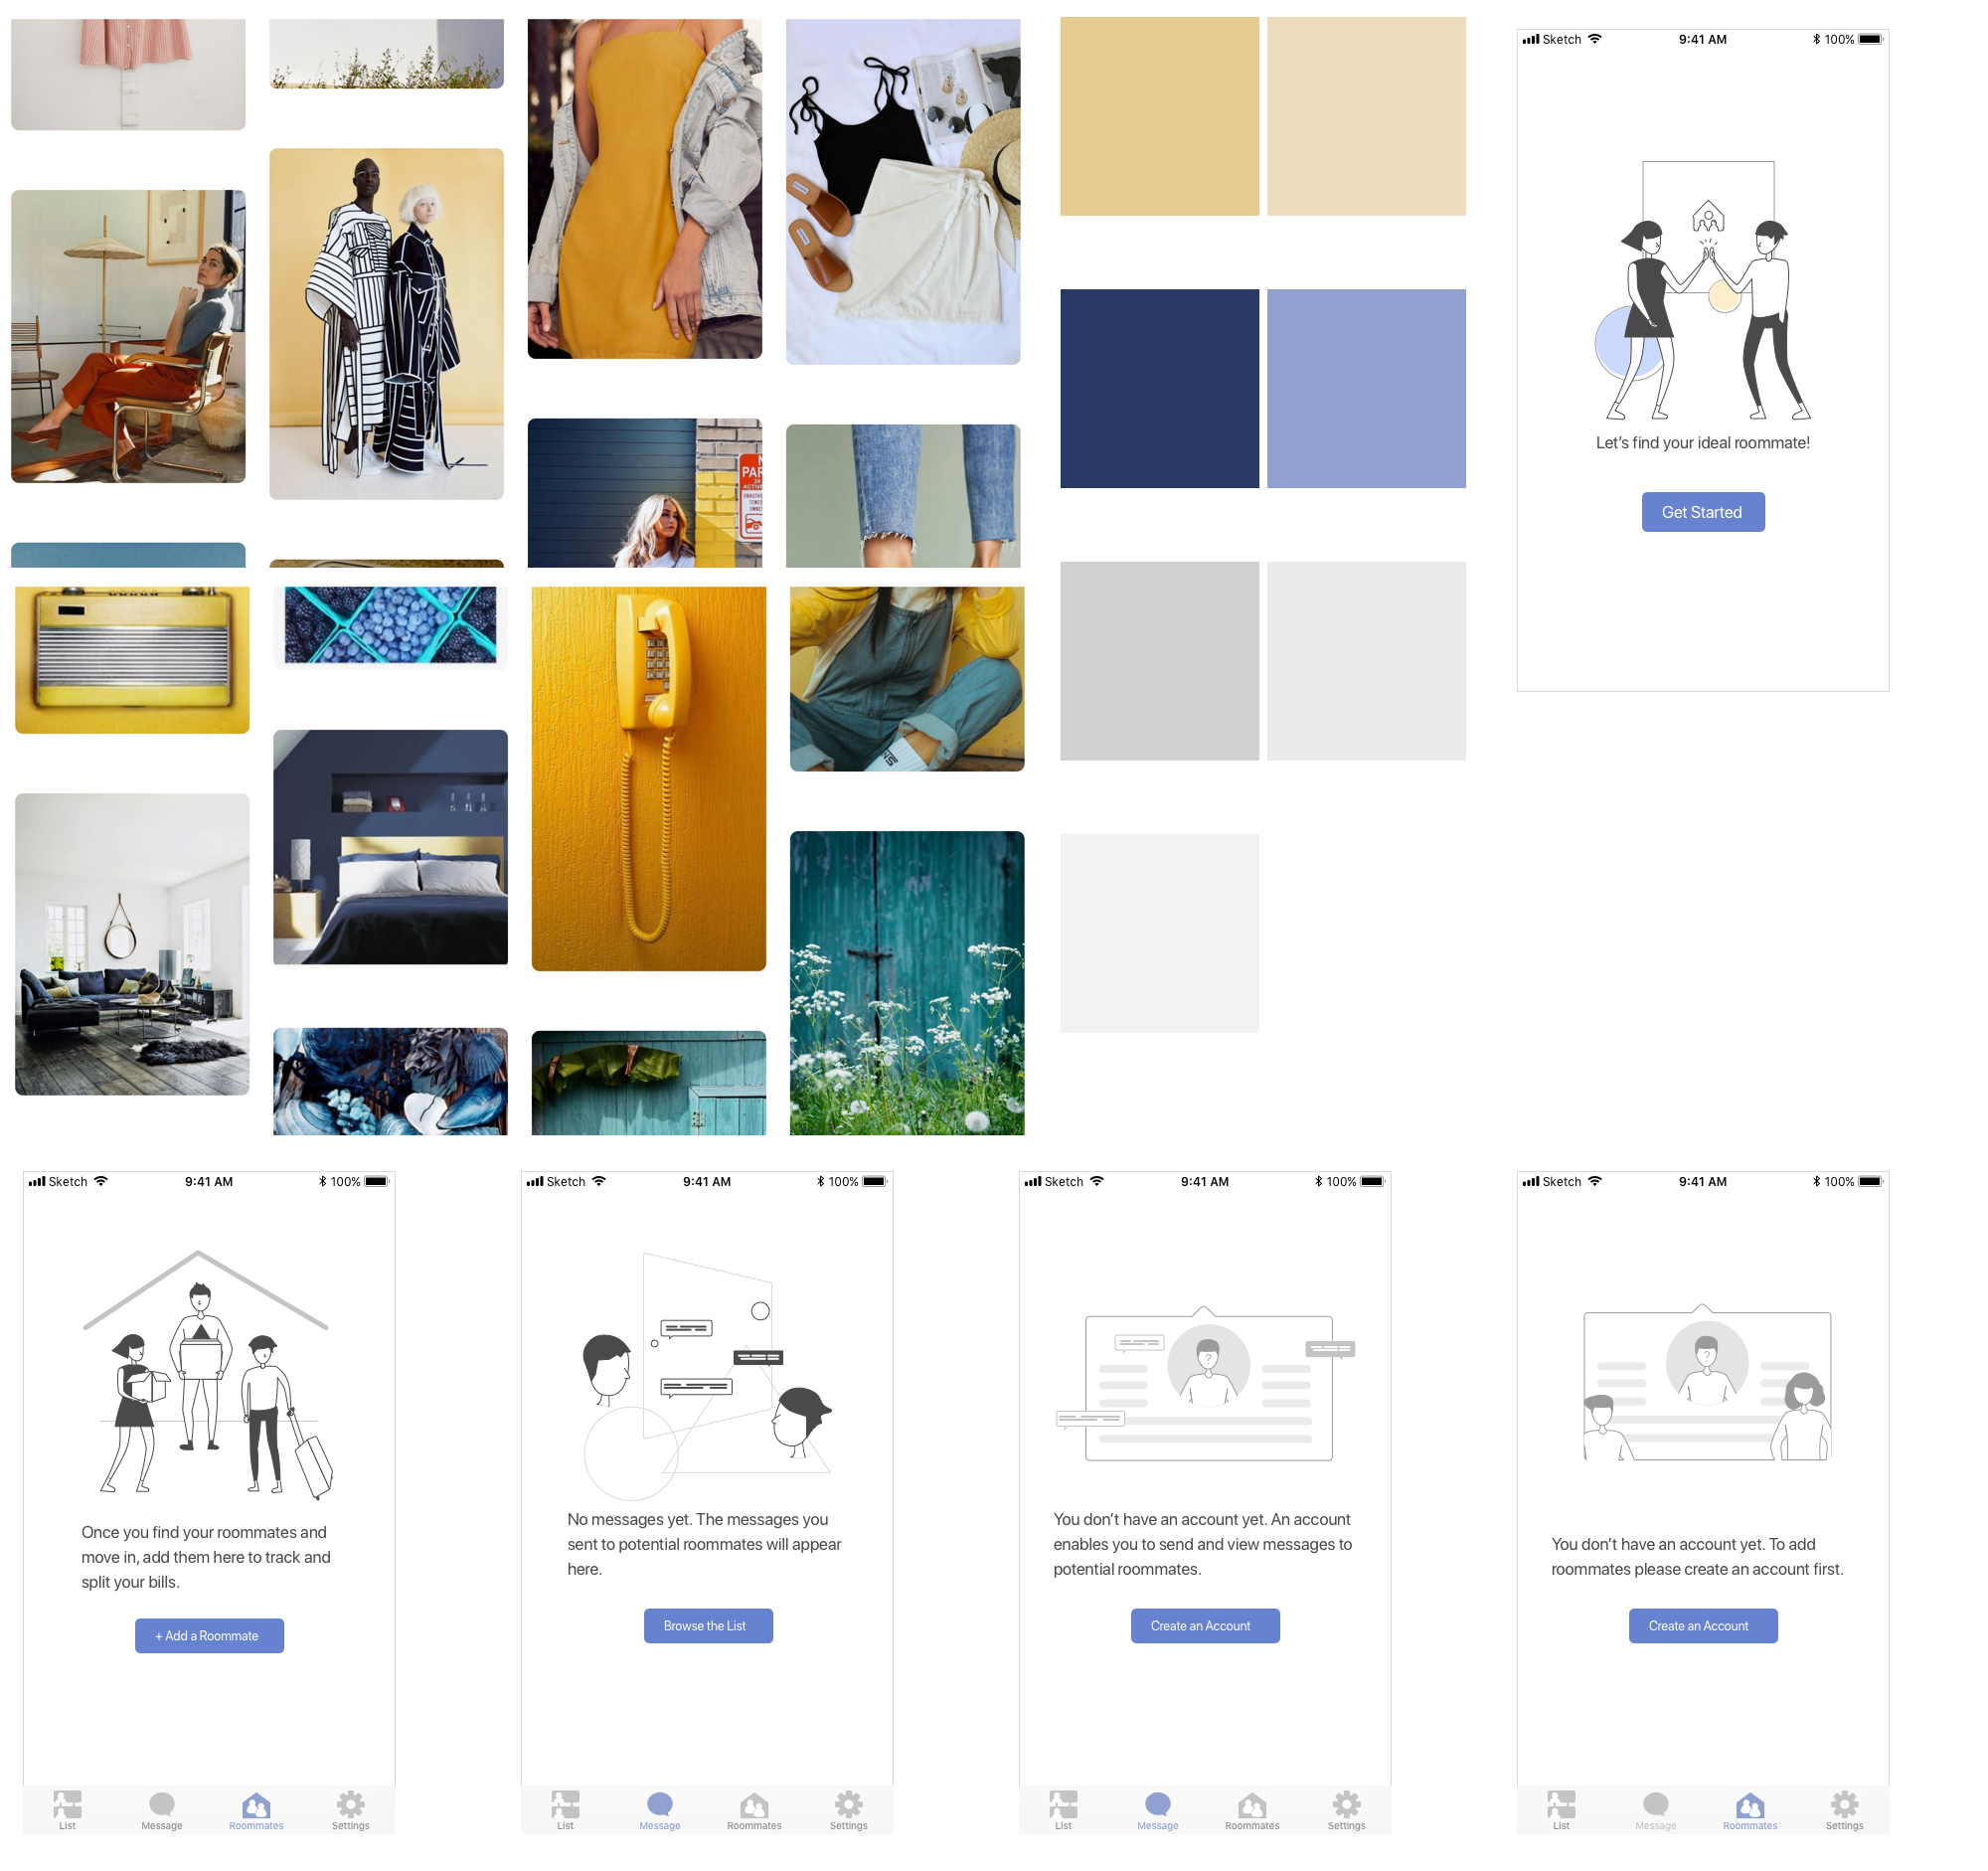 Sketch 9:41 AM 100%
Let's find your ideal roommate!
Get Started
PAR
Sketch 9:41 AM 100%
Once you find your roommates and
move in, add them here to track and
split your bills.
+ Add a Roommate
List Message Roommates Settings
Sketch 9:41 AM 100%
No messages yet. The messages you
sent to potential roommates will appear
here.
Browse the List
List Message Roommates Settings
Sketch 9:41 AM 100%
?
You don't have an account yet. An account
enables you to send and view messages to
potential roommates.
Create an Account
List Message Roommates Settings
Sketch 9:41 AM 100%
?
You don't have an account yet. To add
roommates please create an account first.
Create an Account
List Message Roommates Settings